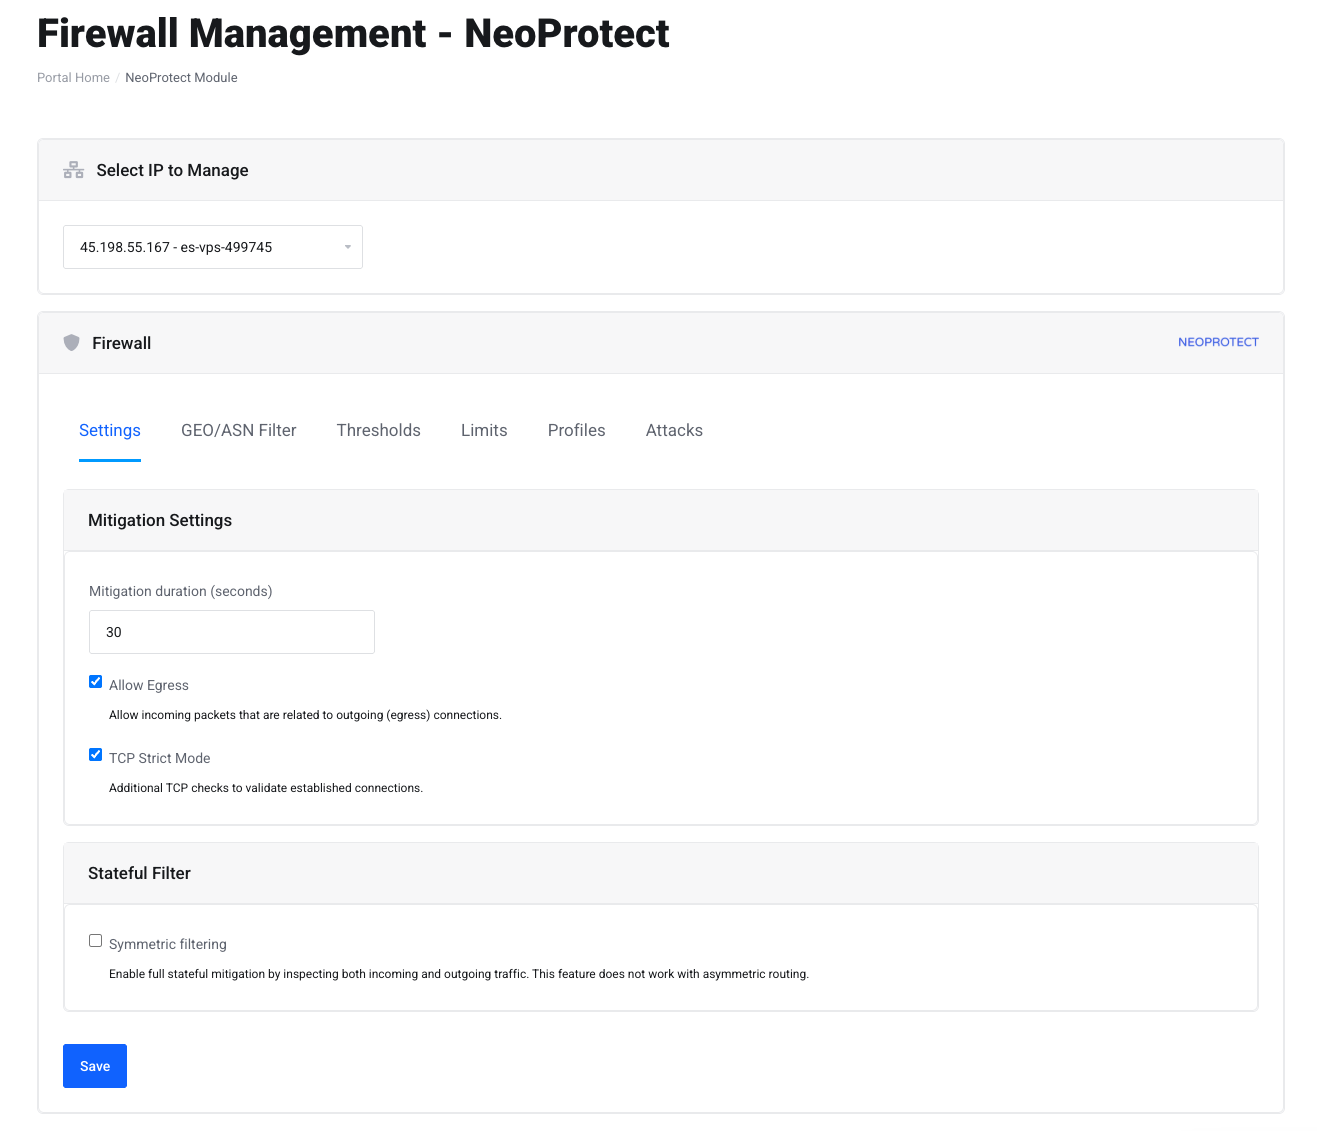 Firewall Management - NeoProtect
Portal Home / NeoProtect Module
Select IP to Manage
45.198.55.167 - es-vps-499745
Firewall
NEOPROTECT
Settings GEO/ASN Filter Thresholds Limits Profiles Attacks
Mitigation Settings
Mitigation duration (seconds)
30
Allow Egress
Allow incoming packets that are related to outgoing (egress) connections.
TCP Strict Mode
Additional TCP checks to validate established connections.
Stateful Filter
Symmetric filtering
Enable full stateful mitigation by inspecting both incoming and outgoing traffic. This feature does not work with asymmetric routing.
Save